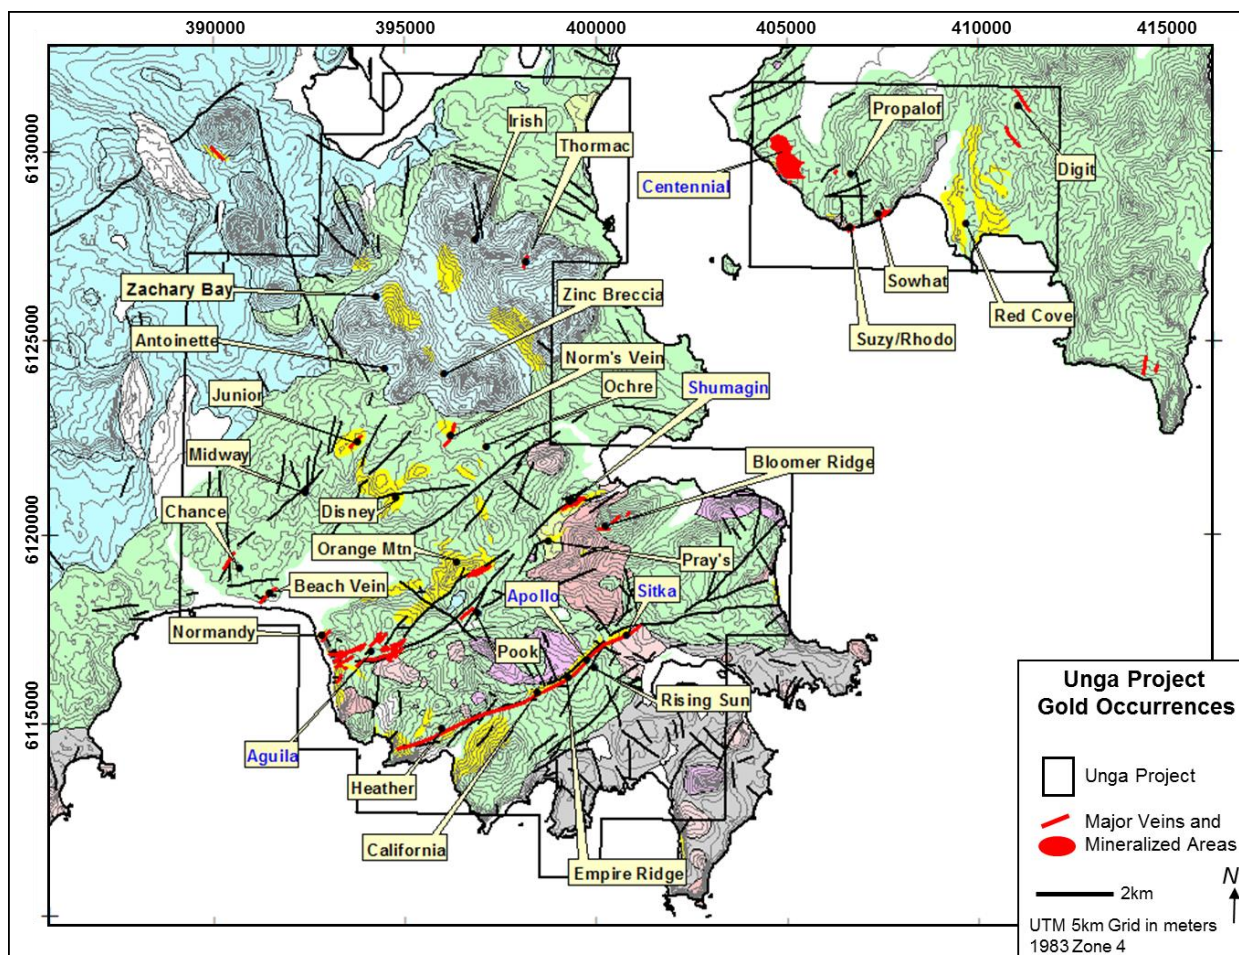 390000
395000
400000
405000
410000
415000
6130000
6125000
6120000
6115000
Irish
Thormac
Propalof
Centennial
Digit
Zachary Bay
Zinc Breccia
Sowhat
Red Cove
Antoinette
Norm's Vein
Suzy/Rhodo
Ochre
Shumagin
Junior
Midway
Bloomer Ridge
Chance
Disney
Orange Mtn
Pray's
Beach Vein
Apollo
Sitka
Normandy
Pook
Rising Sun
Aguila
Heather
California
Empire Ridge
Unga Project
Gold Occurrences
Unga Project
Major Veins and
Mineralized Areas
2km
N
UTM 5km Grid in meters
1983 Zone 4